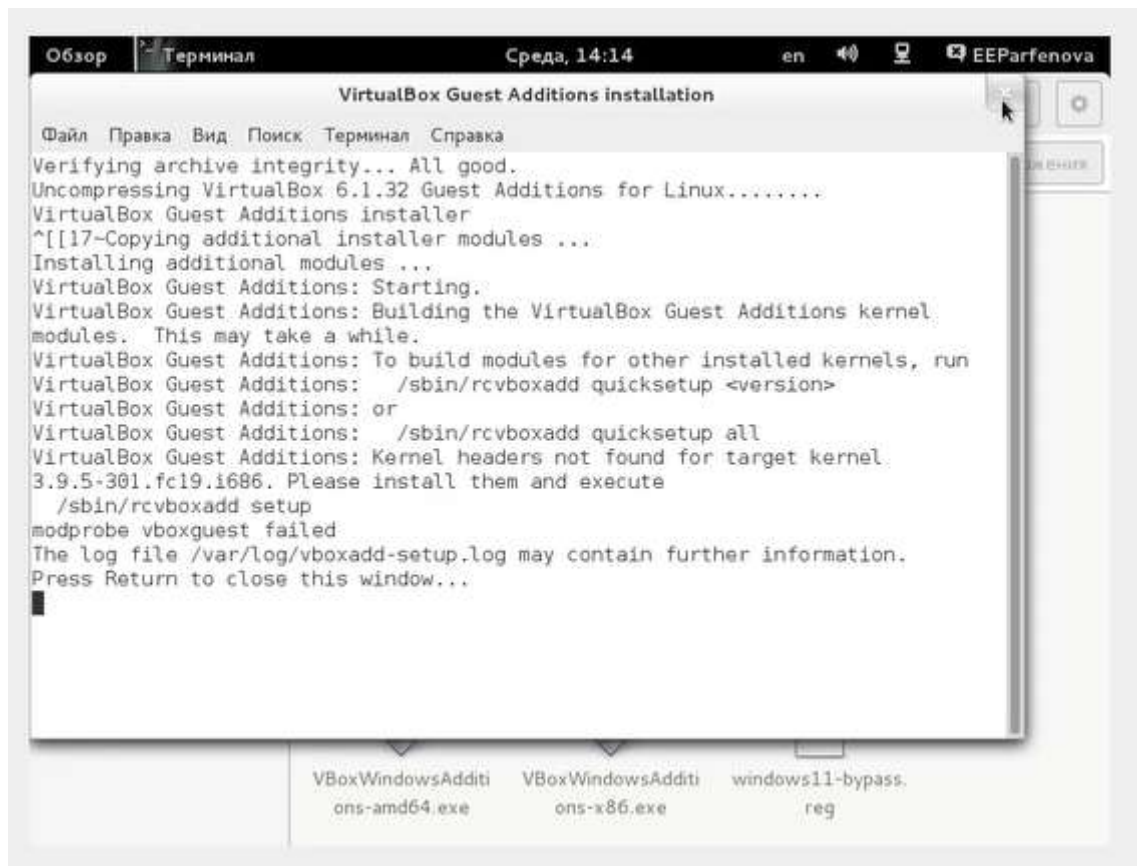 Обзор Терминал Среда, 14:14 en EEParfenova
VirtualBox Guest Additions installation
Файл Правка Вид Поиск Терминал Справка
Verifying archive integrity... All good.
Uncompressing VirtualBox 6.1.32 Guest Additions for Linux........
VirtualBox Guest Additions installer
^[[17~Copying additional installer modules ...
Installing additional modules ...
VirtualBox Guest Additions: Starting.
VirtualBox Guest Additions: Building the VirtualBox Guest Additions kernel
modules.  This may take a while.
VirtualBox Guest Additions: To build modules for other installed kernels, run
VirtualBox Guest Additions:   /sbin/rcvboxadd quicksetup <version>
VirtualBox Guest Additions: or
VirtualBox Guest Additions:   /sbin/rcvboxadd quicksetup all
VirtualBox Guest Additions: Kernel headers not found for target kernel
3.9.5-301.fc19.i686. Please install them and execute
  /sbin/rcvboxadd setup
modprobe vboxguest failed
The log file /var/log/vboxadd-setup.log may contain further information.
Press Return to close this window...
VBoxWindowsAdditi VBoxWindowsAdditi windows11-bypass.
ons-amd64.exe ons-x86.exe reg